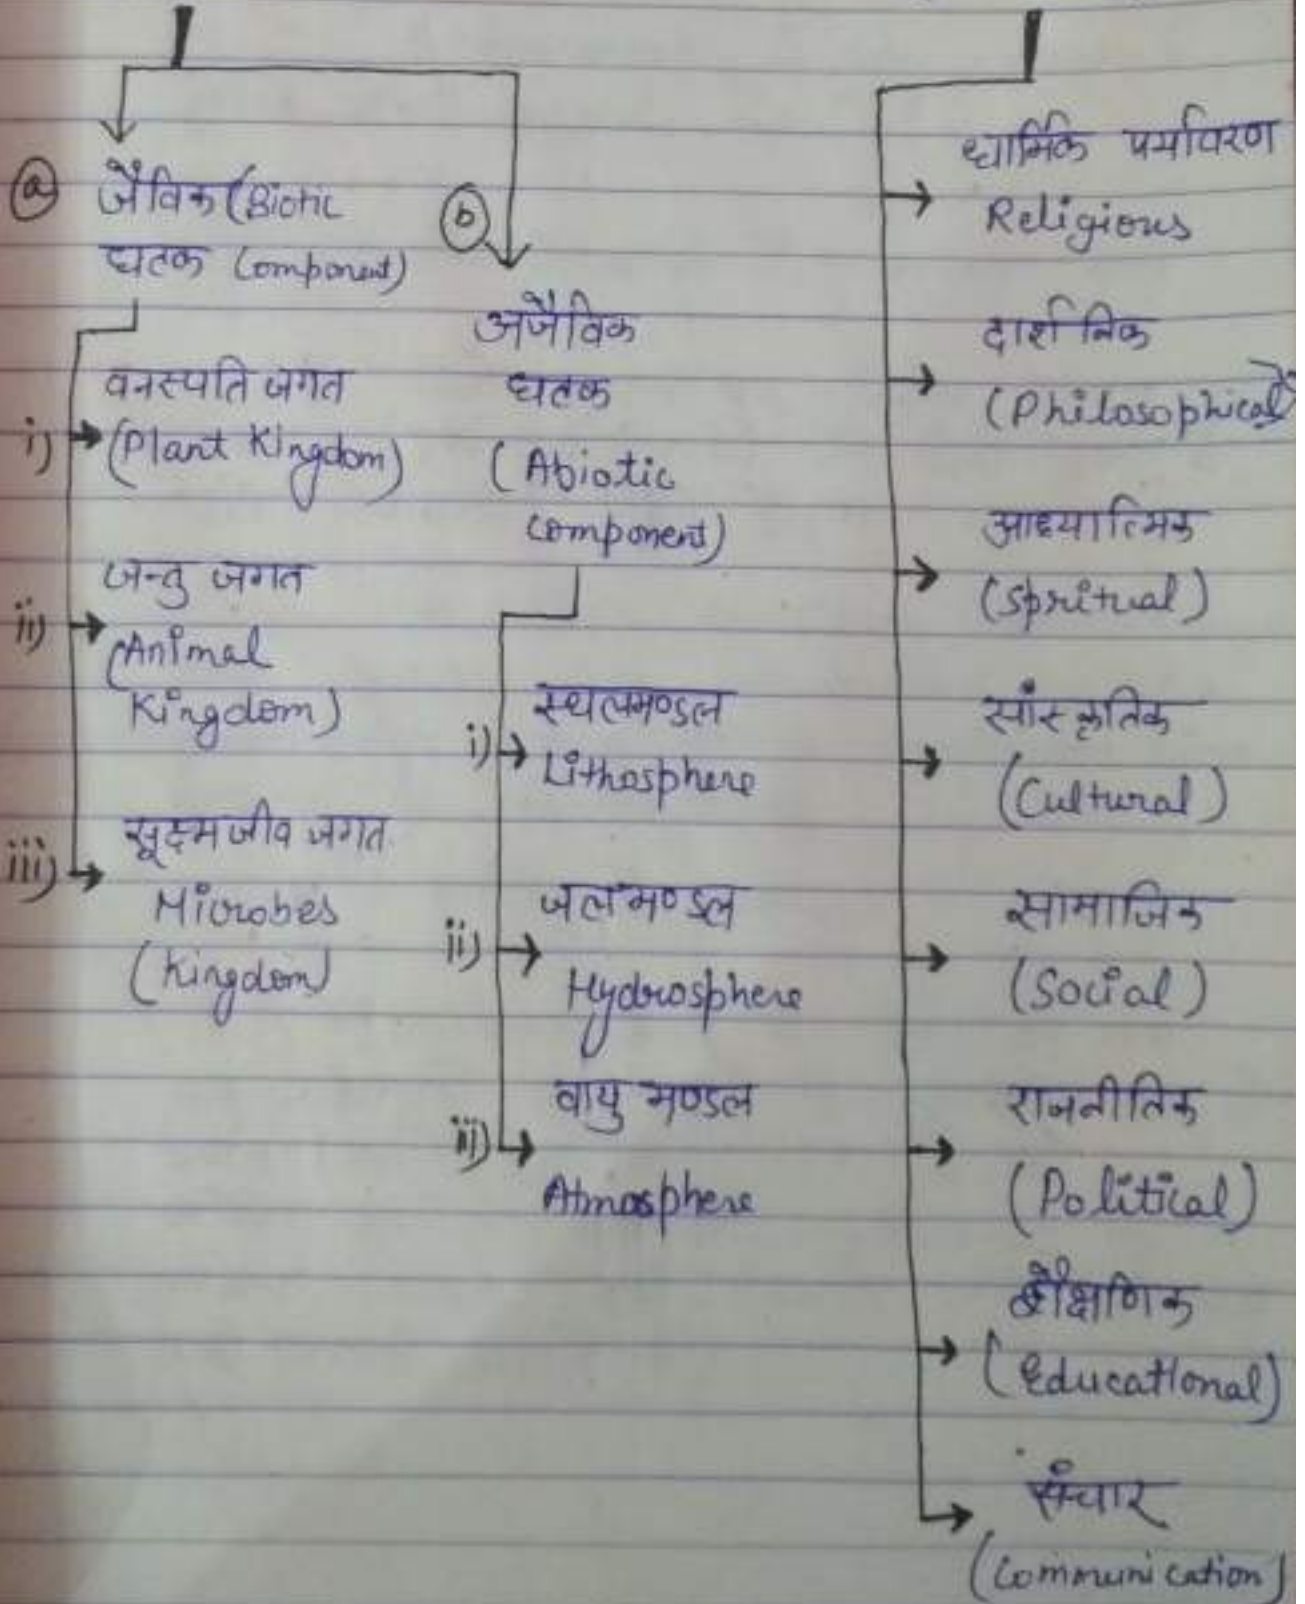 a
जैविक (Biotic
घटक Component)
i)
वनस्पति जगत
(Plant Kingdom)
ii)
जन्तु जगत
(Animal
Kingdom)
iii)
सूक्ष्म जीव जगत
Microbes
(Kingdom)
b
अजैविक
घटक
(Abiotic
Component)
i)
स्थलमण्डल
Lithosphere
ii)
जलमण्डल
Hydrosphere
iii)
वायु मण्डल
Atmosphere
धार्मिक पर्यावरण
Religious
दार्शनिक
(Philosophical)
आध्यात्मिक
(Spritual)
सांस्कृतिक
(Cultural)
सामाजिक
(Social)
राजनीतिक
(Political)
शैक्षणिक
(Educational)
संचार
(Communication)